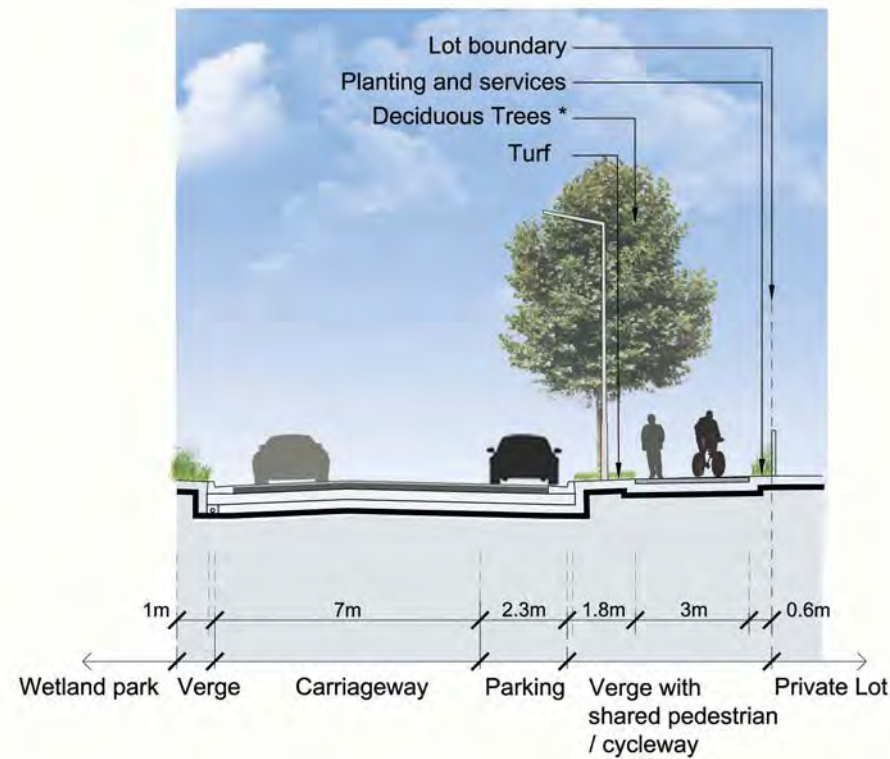 Lot boundary
Planting and services
Deciduous Trees *
Turf
1m 7m 2.3m 1.8m 3m 0.6m
Wetland park Verge Carriageway Parking Verge with shared pedestrian / cycleway Private Lot